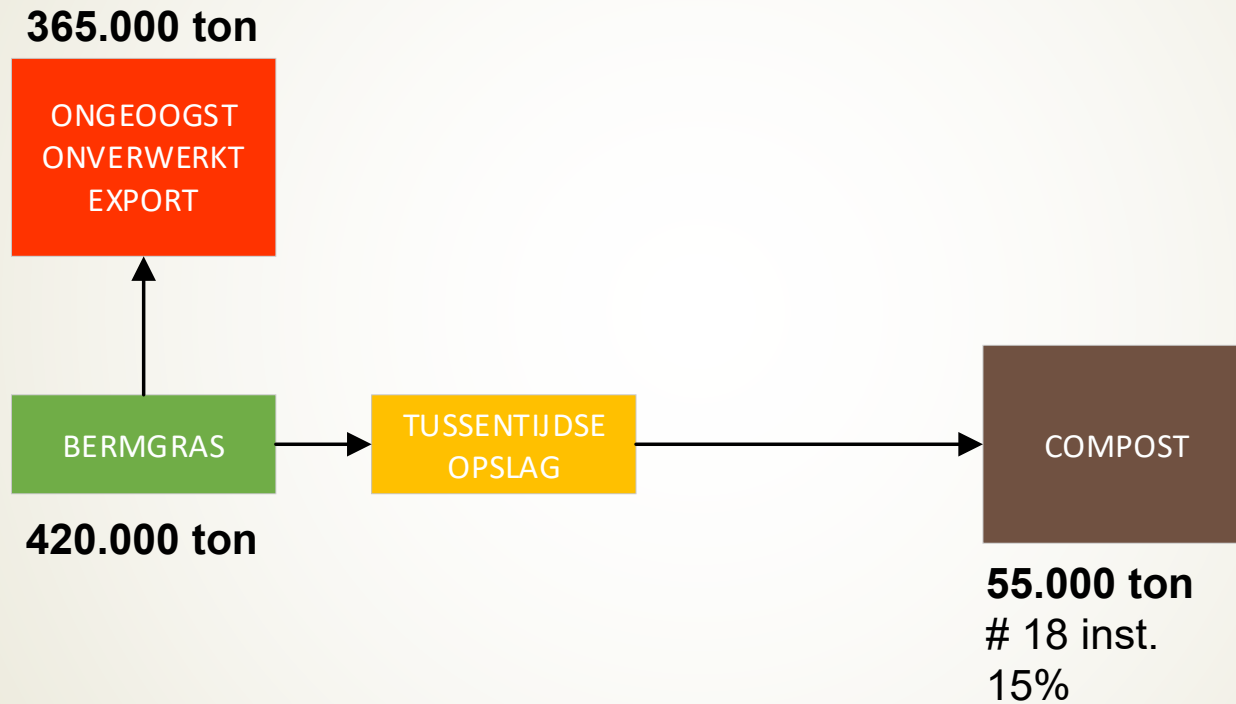 365.000 ton
ONGEOOGST
ONVERWERKT
EXPORT
BERMGRAS
420.000 ton
TUSSENTIJDSE
OPSLAG
COMPOST
55.000 ton
# 18 inst.
15%